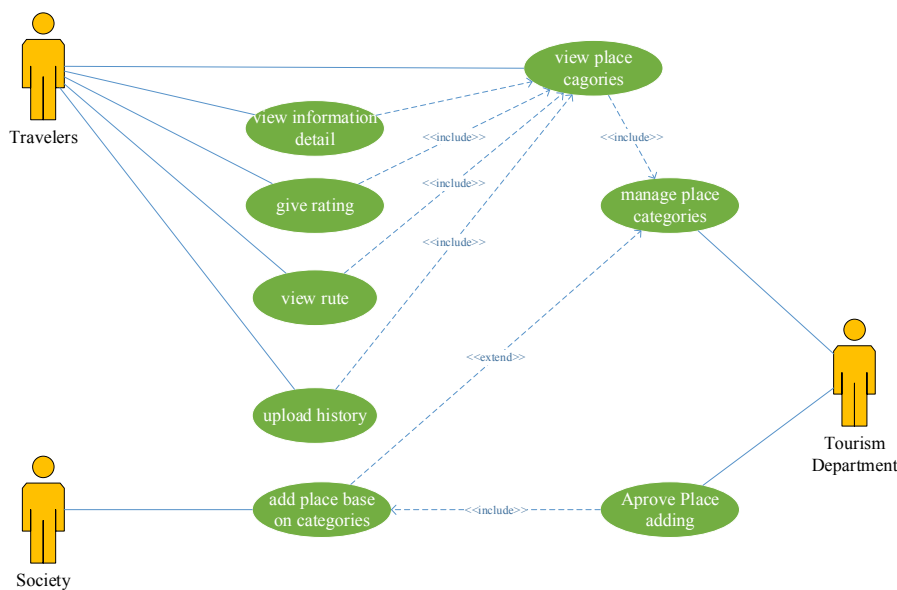 view place
cagories
Travelers
view information
detail
<<include>>
<<include>>
give rating
<<include>>
manage place
categories
<<include>>
view rute
<<extend>>
upload history
Tourism
Department
add place base
on categories
<<include>>
Aprove Place
adding
Society